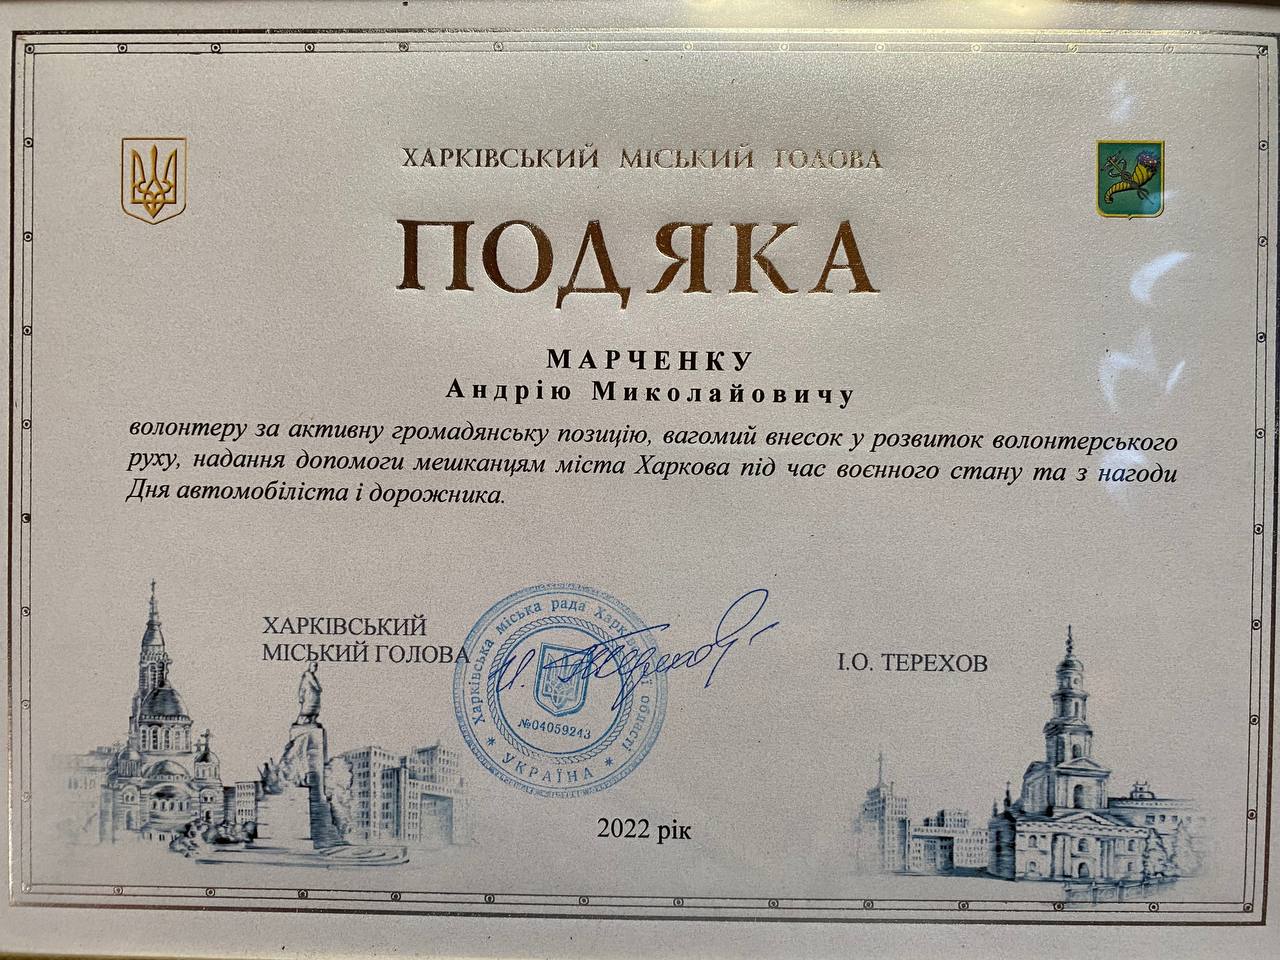 ХАРКІВСЬКИЙ МІСЬКИЙ ГОЛОВА
ПОДЯКА
МАРЧЕНКУ
Андрію Миколайовичу
волонтеру за активну громадянську позицію, вагомий внесок у розвиток волонтерського
руху, надання допомоги мешканцям міста Харкова під час воєнного стану та з нагоди
Дня автомобіліста і дорожника.
ХАРКІВСЬКИЙ
МІСЬКИЙ ГОЛОВА
Харківська міська рада Харківської області
№04059243
* УКРАЇНА *
І.О. ТЕРЕХОВ
2022 рік